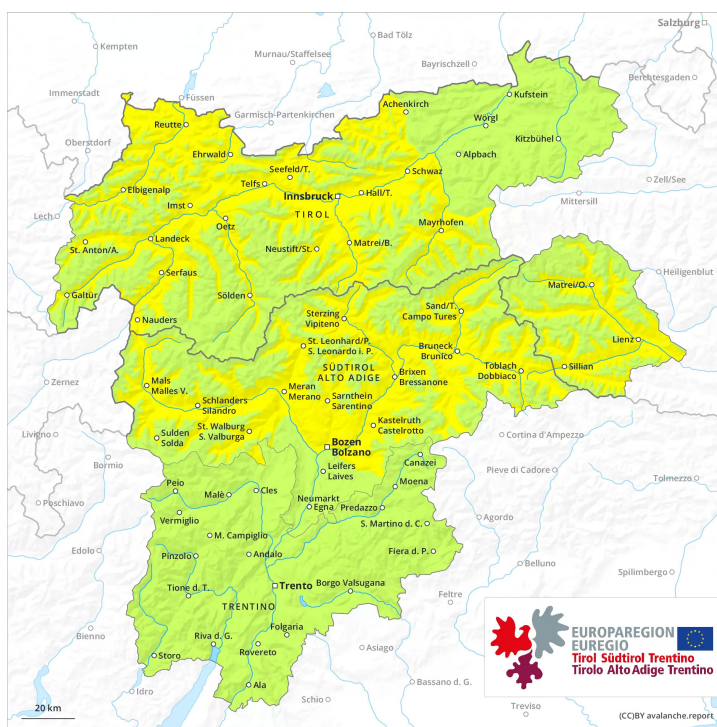 Salzburg
Kempten
Bad Tölz
Murnau/Staffelsee
Bayrischzell
Berchtesgaden
Immenstadt
Füssen
Achenkirch
Kufstein
Garmisch-Partenkirchen
Reutte
Wörgl
Oberstdorf
Ehrwald
Kitzbühel
Alpbach
Seefeld/T.
Schwaz
Zell/See
Telfs
Elbigenalp
Innsbruck
Hall/T.
Mittersill
Imst
TIROL
Lech
Oetz
Mayrhofen
Landeck
Neustift/St.
Matrei/B.
St. Anton/A.
Serfaus
Heiligenblut
Matrei/O.
Galtür
Sölden
Sand/T.
Campo Tures
Nauders
Sterzing
Vipiteno
Lienz
St. Leonhard/P.
S. Leonardo i. P.
Bruneck
Brunico
Toblach
Dobbiaco
Sillian
SÜDTIROL
ALTO ADIGE
Brixen
Bressanone
Zernez
Mals
Malles V.
Meran
Merano
Schlanders
Silandro
Sarnthein
Sarentino
St. Walburg
S. Valburga
Kastelruth
Castelrotto
Livigno
Sulden
Solda
Bozen
Bolzano
Cortina d'Ampezzo
Canazei
Bormio
Leifers
Laives
Pieve di Cadore
Tolmezzo
Peio
Moena
Malè
Cles
Neumarkt
Egna
Predazzo
Poschiavo
Vermiglio
Agordo
S. Martino d. C.
M. Campiglio
Edolo
Pinzolo
Andalo
Fiera d. P.
Belluno
Spilimbergo
Tione d. T.
Trento
Borgo Valsugana
Feltre
TRENTINO
Bienno
Folgaria
Riva d. G.
Rovereto
Storo
Asiago
Ala
Bassano d. G.
Idro
Schio
Treviso
EUROPAREGION
EUREGIO
Tirol Südtirol Trentino
Tirolo Alto Adige Trentino
20 km
(CC)BY avalanche.report